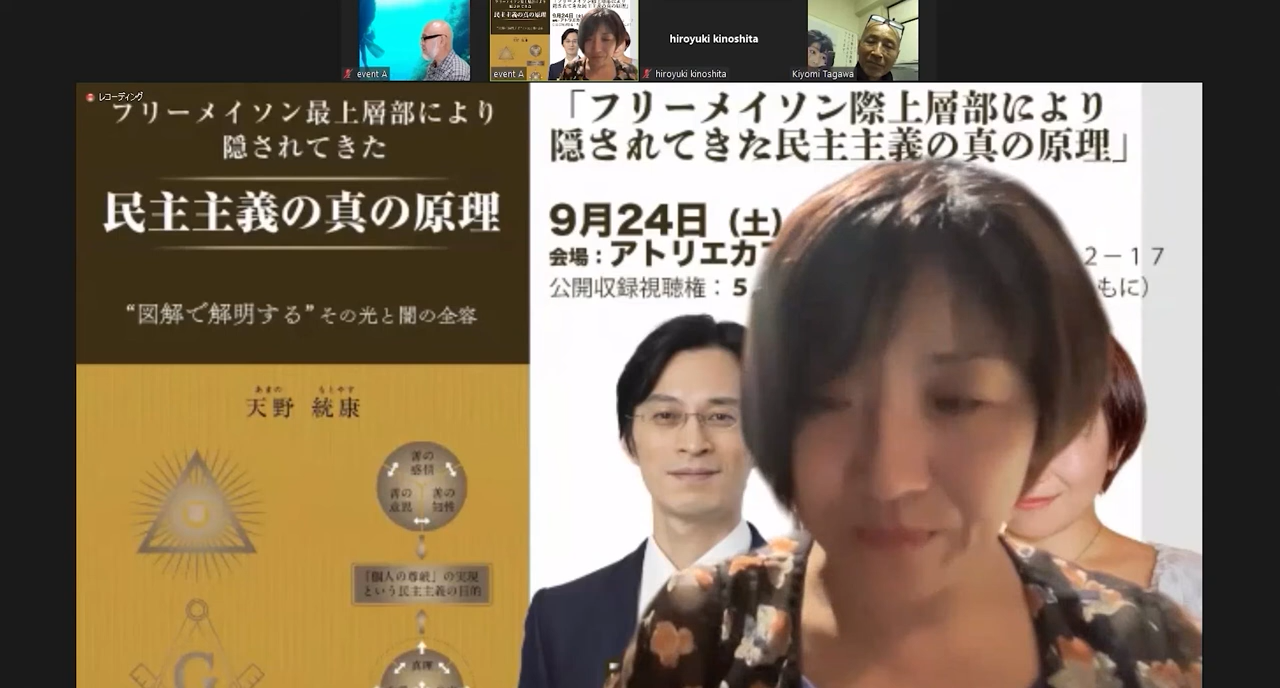 event A
event A
hiroyuki kinoshita
hiroyuki kinoshita
Kiyomi Tagawa
レコーディング
フリーメイソン最上層部により
隠されてきた
民主主義の真の原理
“図解で解明する”その光と闇の全容
あまの もとやす
天野 統康
善の
感情
善の
意思
善の
知性
「個人の尊厳」の実現
という民主主義の目的
真理
G
「フリーメイソン際上層部により
隠されてきた民主主義の真の原理」
9月24日(土)
会場:アトリエカ
2－17
公開収録視聴権:5
もに）